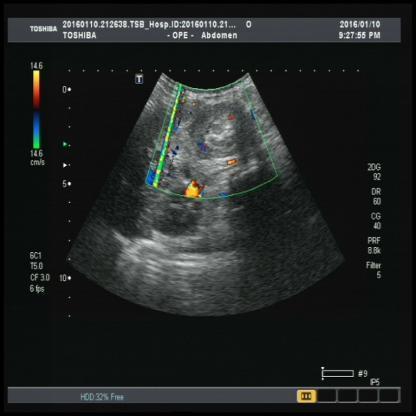 TOSHIBA 20160110.212638.TSB_Hosp.ID:20160110.21... O 2016/01/10
TOSHIBA - OPE - Abdomen 9:27:55 PM
T
14.6
14.6
cm/s
0
5
10
2DG
92
DR
60
CG
40
PRF
8.8k
Filter
5
6C1
T5.0
CF 3.0
6 fps
#9
IP5
HDD:32% Free